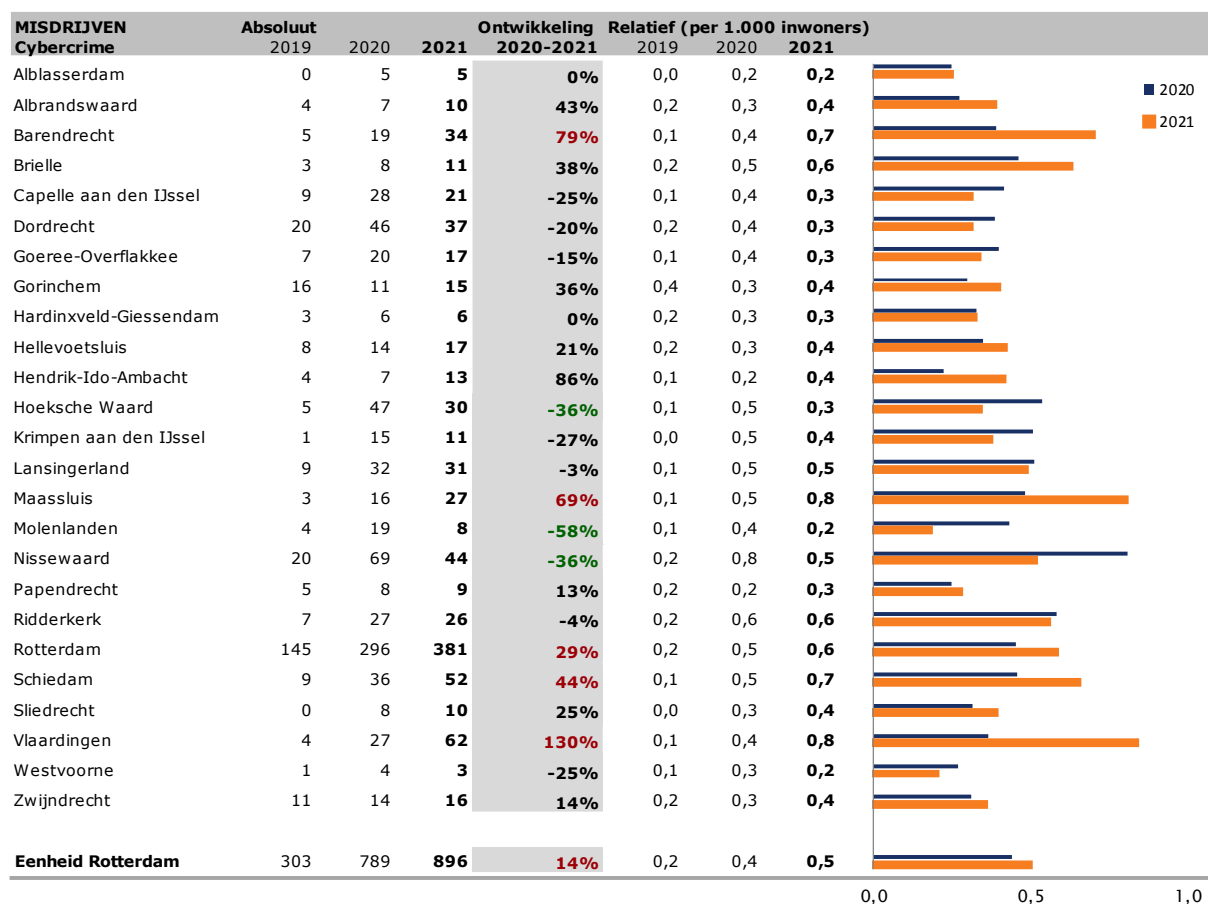 MISDRIJVEN Absoluut Ontwikkeling Relatief (per 1.000 inwoners)
Cybercrime 2019 2020 2021 2020-2021 2019 2020 2021
Alblasserdam 0 5 5 0% 0,0 0,2 0,2
2020
Albrandswaard 4 7 10 43% 0,2 0,3 0,4
2021
Barendrecht 5 19 34 79% 0,1 0,4 0,7
Brielle 3 8 11 38% 0,2 0,5 0,6
Capelle aan den IJssel 9 28 21 -25% 0,1 0,4 0,3
Dordrecht 20 46 37 -20% 0,2 0,4 0,3
Goeree-Overflakkee 7 20 17 -15% 0,1 0,4 0,3
Gorinchem 16 11 15 36% 0,4 0,3 0,4
Hardinxveld-Giessendam 3 6 6 0% 0,2 0,3 0,3
Hellevoetsluis 8 14 17 21% 0,2 0,3 0,4
Hendrik-Ido-Ambacht 4 7 13 86% 0,1 0,2 0,4
Hoeksche Waard 5 47 30 -36% 0,1 0,5 0,3
Krimpen aan den IJssel 1 15 11 -27% 0,0 0,5 0,4
Lansingerland 9 32 31 -3% 0,1 0,5 0,5
Maassluis 3 16 27 69% 0,1 0,5 0,8
Molenlanden 4 19 8 -58% 0,1 0,4 0,2
Nissewaard 20 69 44 -36% 0,2 0,8 0,5
Papendrecht 5 8 9 13% 0,2 0,2 0,3
Ridderkerk 7 27 26 -4% 0,2 0,6 0,6
Rotterdam 145 296 381 29% 0,2 0,5 0,6
Schiedam 9 36 52 44% 0,1 0,5 0,7
Sliedrecht 0 8 10 25% 0,0 0,3 0,4
Vlaardingen 4 27 62 130% 0,1 0,4 0,8
Westvoorne 1 4 3 -25% 0,1 0,3 0,2
Zwijndrecht 11 14 16 14% 0,2 0,3 0,4
Eenheid Rotterdam 303 789 896 14% 0,2 0,4 0,5
0,0 0,5 1,0